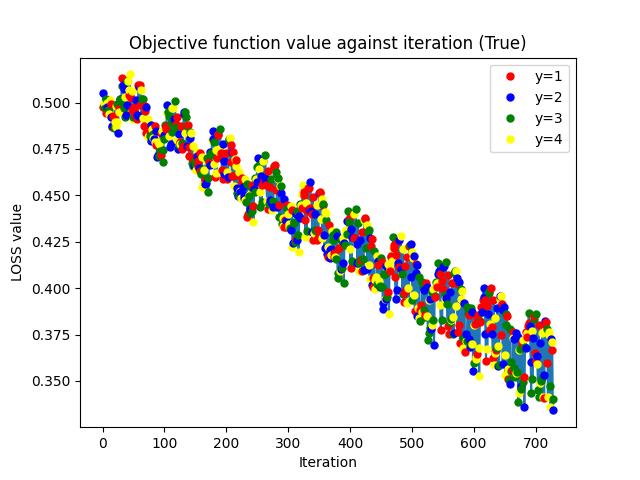 Objective function value against iteration (True)
y=1
y=2
y=3
y=4
LOSS value
0.500
0.475
0.450
0.425
0.400
0.375
0.350
0 100 200 300 400 500 600 700
Iteration